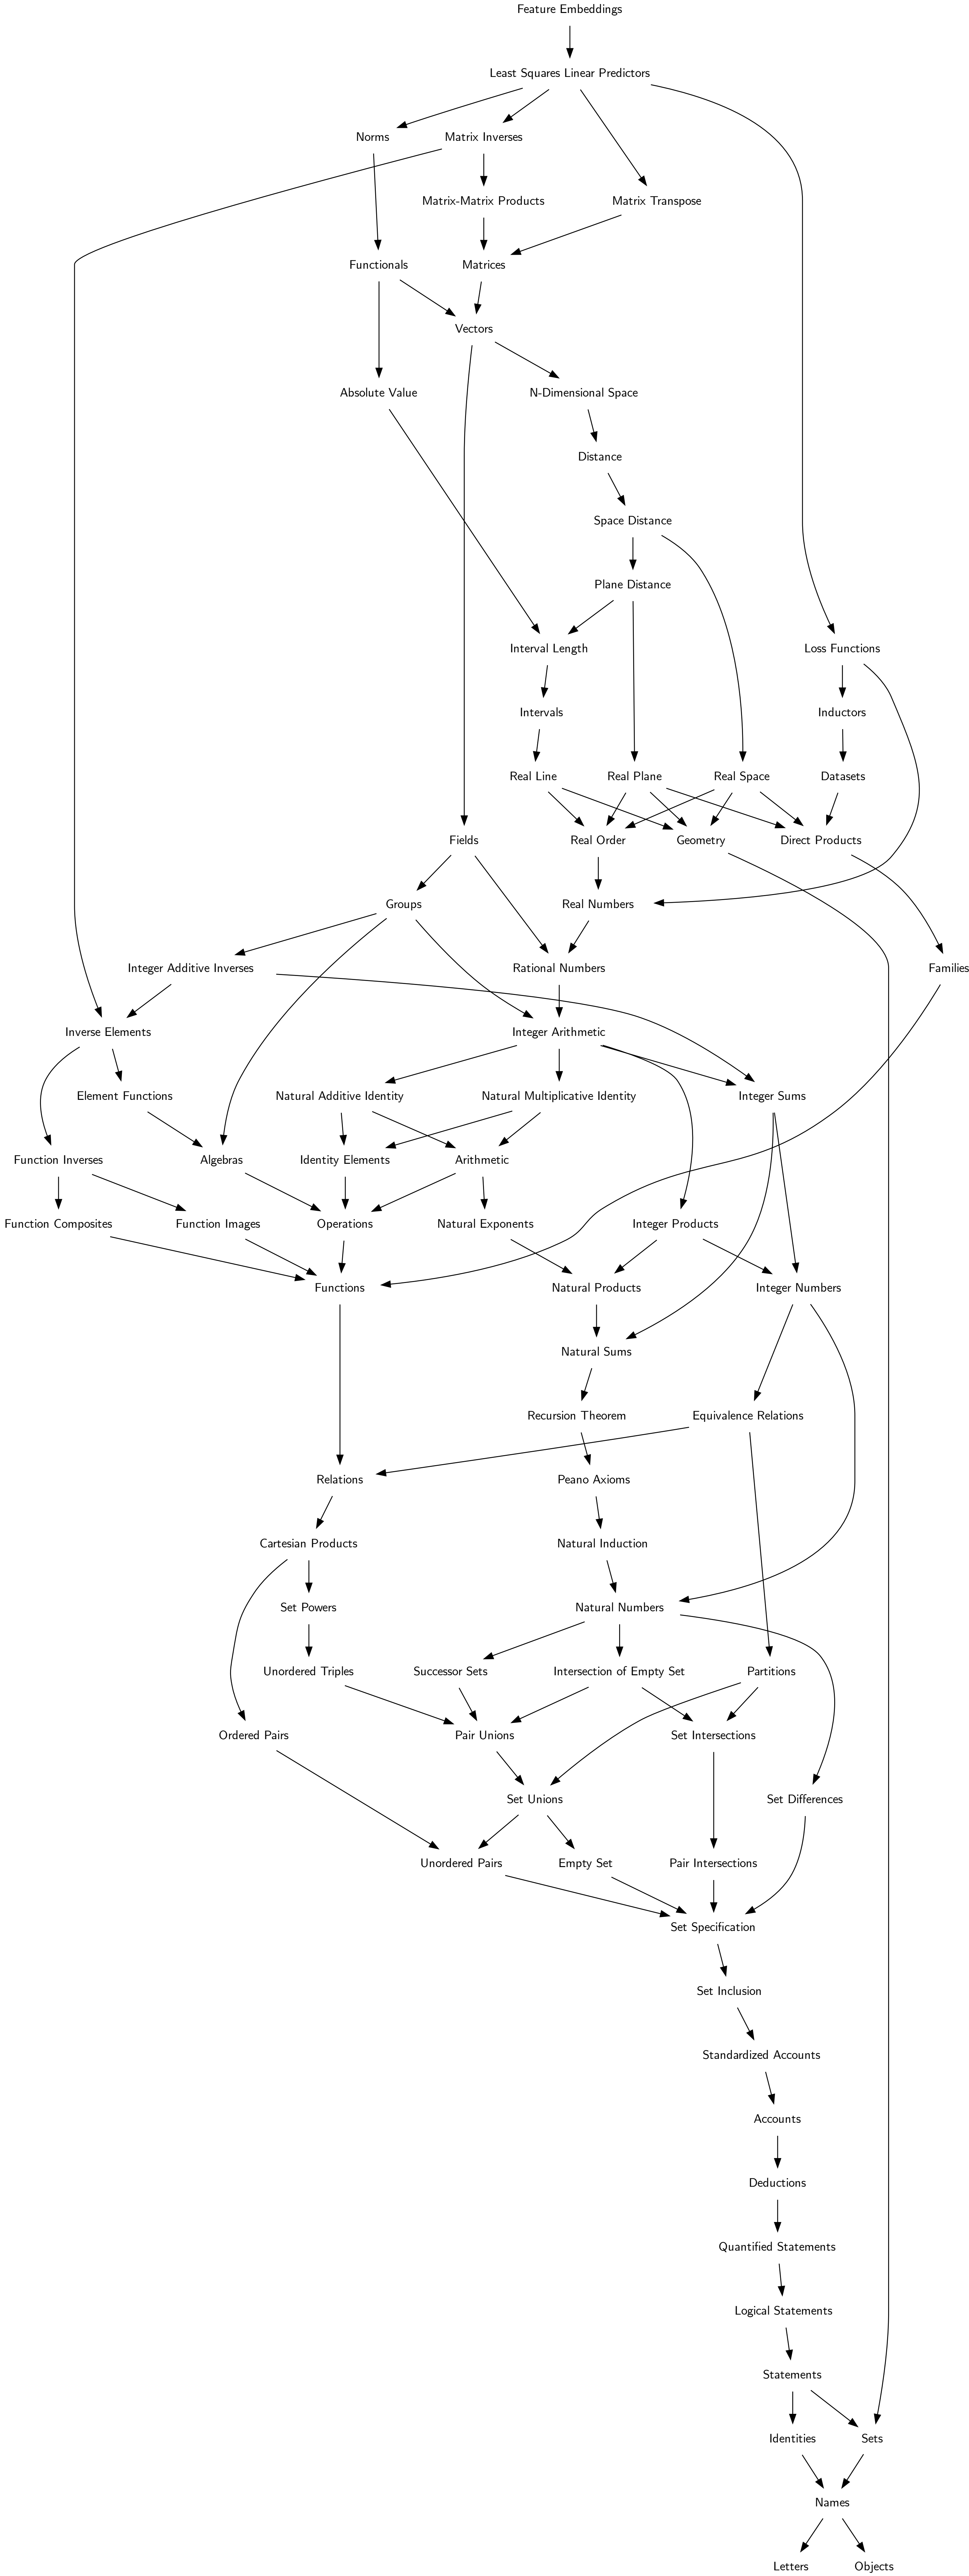 Feature Embeddings
Least Squares Linear Predictors
Norms
Matrix Inverses
Matrix-Matrix Products
Matrix Transpose
Functionals
Matrices
Vectors
Absolute Value
N-Dimensional Space
Distance
Space Distance
Plane Distance
Interval Length
Loss Functions
Intervals
Inductors
Real Line
Real Plane
Real Space
Datasets
Fields
Real Order
Geometry
Direct Products
Groups
Real Numbers
Integer Additive Inverses
Rational Numbers
Families
Inverse Elements
Integer Arithmetic
Element Functions
Natural Additive Identity
Natural Multiplicative Identity
Integer Sums
Function Inverses
Algebras
Identity Elements
Arithmetic
Function Composites
Function Images
Operations
Natural Exponents
Integer Products
Functions
Natural Products
Integer Numbers
Natural Sums
Recursion Theorem
Equivalence Relations
Relations
Peano Axioms
Cartesian Products
Natural Induction
Set Powers
Natural Numbers
Unordered Triples
Successor Sets
Intersection of Empty Set
Partitions
Ordered Pairs
Pair Unions
Set Intersections
Set Unions
Set Differences
Unordered Pairs
Empty Set
Pair Intersections
Set Specification
Set Inclusion
Standardized Accounts
Accounts
Deductions
Quantified Statements
Logical Statements
Statements
Identities
Sets
Names
Letters
Objects